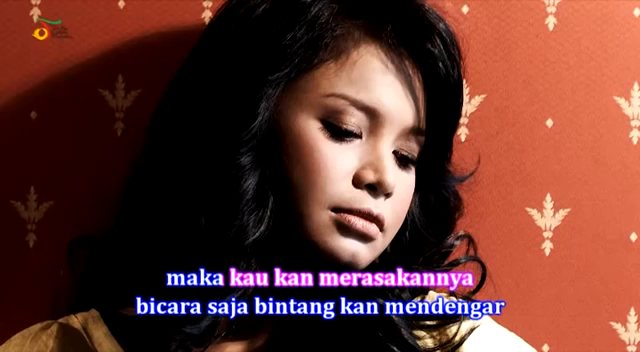 maka kau kan merasakannya
bicara saja bintang kan mendengar